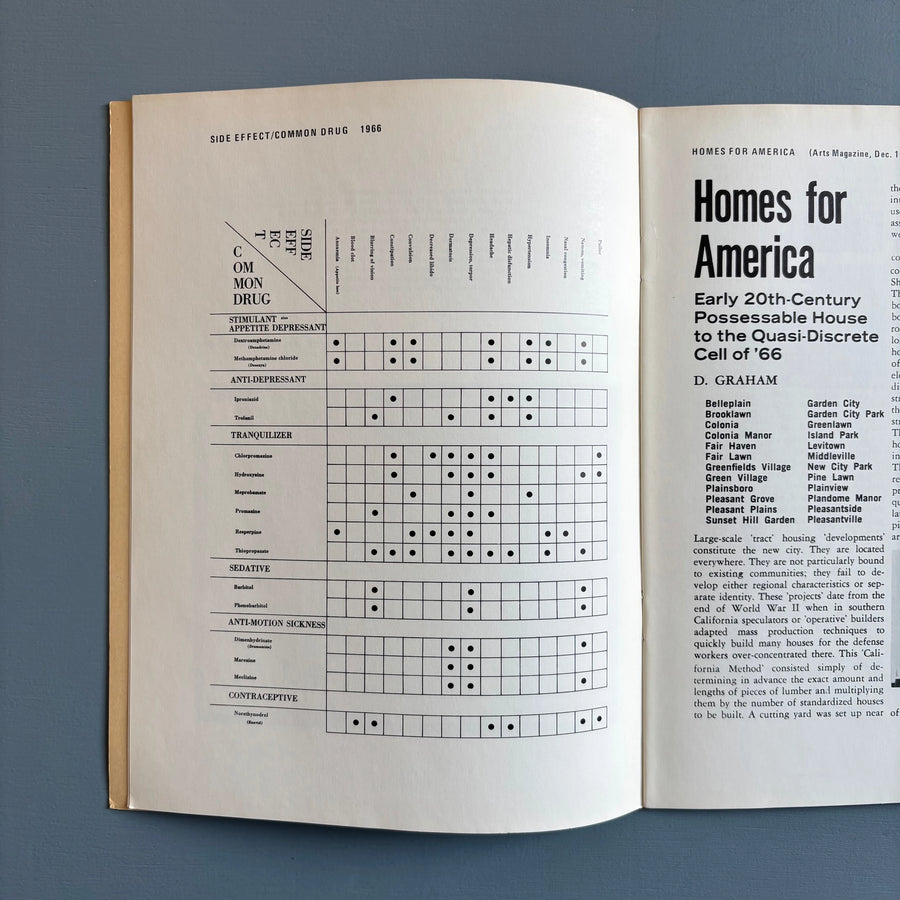 SIDE EFFECT/COMMON DRUG 1966
SIDE
EFF
EC
T
C
OM
MON
DRUG
Anorexia (Appetite loss)
Blood clot
Blurring of vision
Constipation
Convulsion
Decreased libido
Dermatosis
Depression, torpor
Headache
Hepatic disfunction
Hypertension
Insomnia
Nasal congestion
Nausea, vomiting
Pallor
STIMULANT
APPETITE DEPRESSANT
Dextroamphetamine
(Dexedrine)
Methamphetamine chloride
(Desoxyn)
ANTI-DEPRESSANT
Iproniazid
Trofanil
TRANQUILIZER
Chlorpromazine
Hydroxyzine
Meprobamate
Promazine
Reserpine
Thiopropazate
SEDATIVE
Barbitol
Phenobarbitol
ANTI-MOTION SICKNESS
Dimenhydrinate
(Dramamine)
Marezine
Meclizine
CONTRACEPTIVE
Norethynodrel
(Enovid)
HOMES FOR AMERICA (Arts Magazine, Dec. 1
Homes for
America
Early 20th-Century
Possessable House
to the Quasi-Discrete
Cell of '66
D. GRAHAM
Belleplain Garden City
Brooklawn Garden City Park
Colonia Greenlawn
Colonia Manor Island Park
Fair Haven Levitown
Fair Lawn Middleville
Greenfields Village New City Park
Green Village Pine Lawn
Plainsboro Plainview
Pleasant Grove Plandome Manor
Pleasant Plains Pleasantside
Sunset Hill Garden Pleasantville
Large-scale 'tract' housing 'developments'
constitute the new city. They are located
everywhere. They are not particularly bound
to existing communities; they fail to de-
velop either regional characteristics or sep-
arate identity. These 'projects' date from the
end of World War II when in southern
California speculators or 'operative' builders
adapted mass production techniques to
quickly build many houses for the defense
workers over-concentrated there. This 'Cali-
fornia Method' consisted simply of de-
termining in advance the exact amount and
lengths of pieces of lumber and multiplying
them by the number of standardized houses
to be built. A cutting yard was set up near